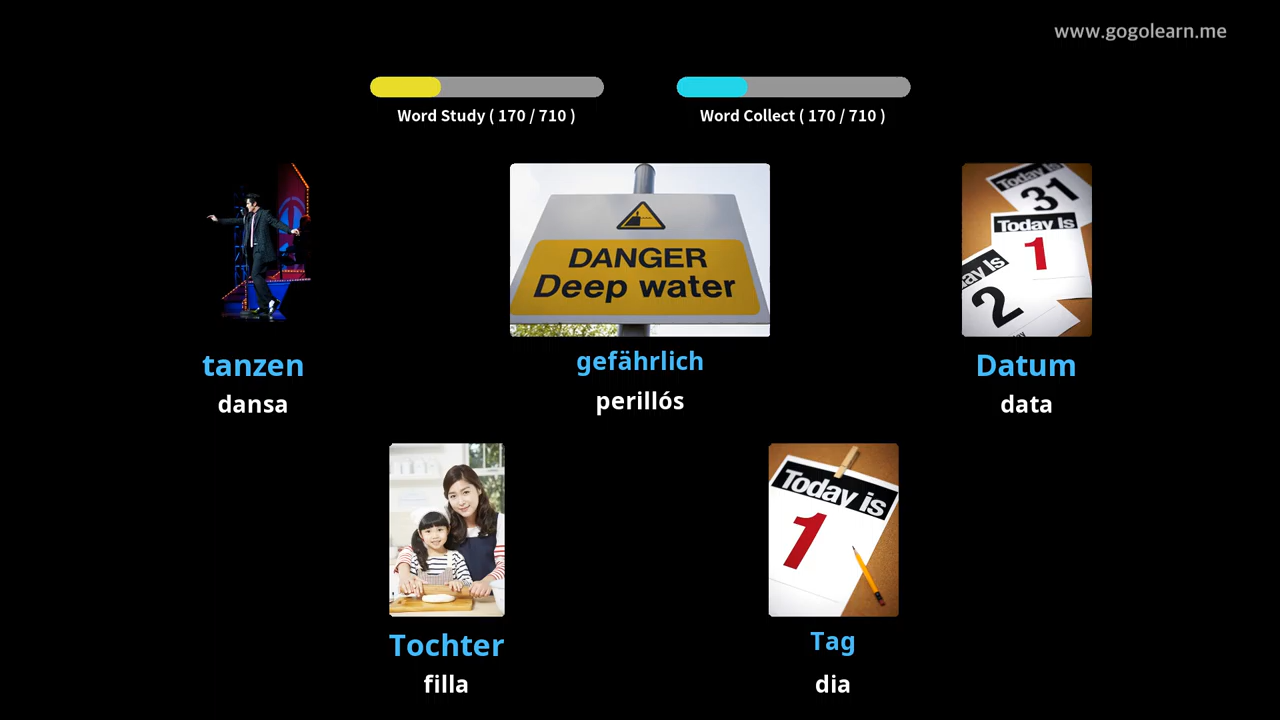 www.gogolearn.me
Word Study ( 170 / 710 )
Word Collect ( 170 / 710 )
DANGER
Deep water
Today Is
31
Today Is
1
ay Is
2
tanzen
dansa
gefährlich
perillós
Datum
data
Today is
1
Tochter
filla
Tag
dia